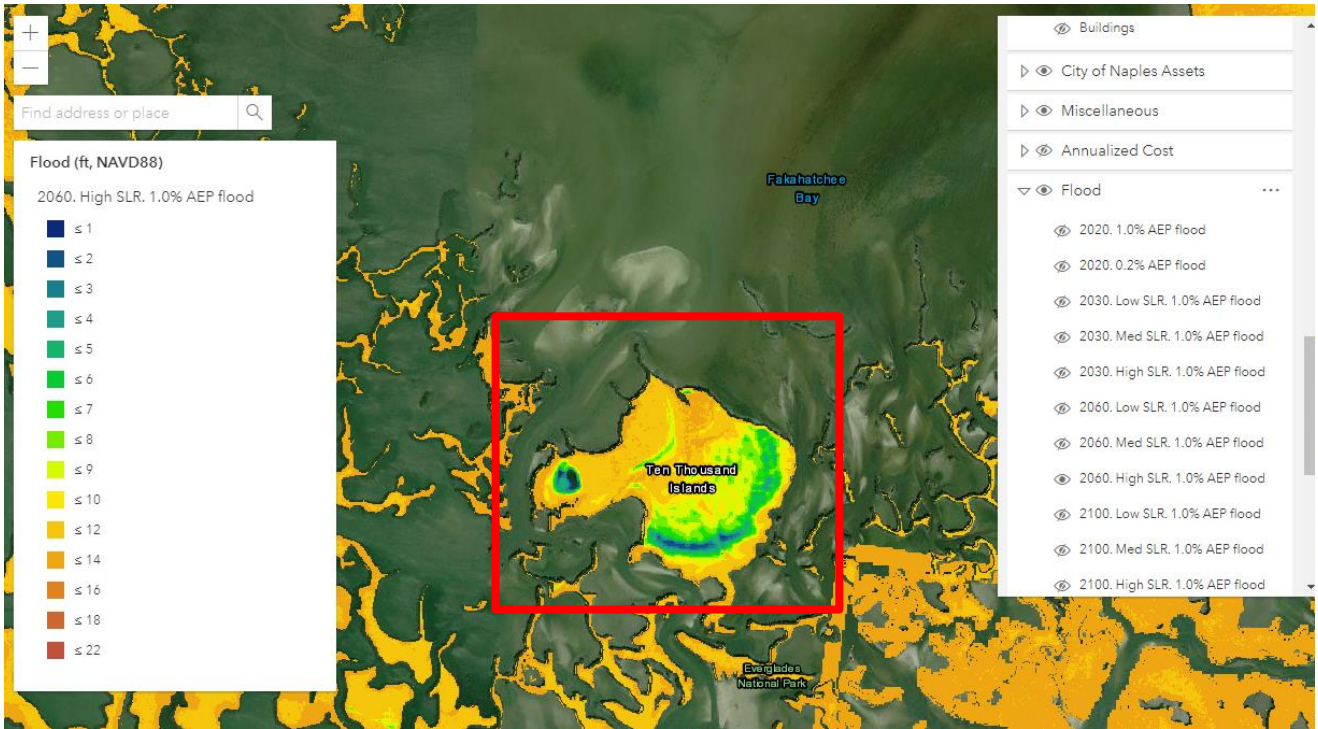 +
−
Find address or place
Flood (ft, NAVD88)
2060. High SLR. 1.0% AEP flood
≤ 1
≤ 2
≤ 3
≤ 4
≤ 5
≤ 6
≤ 7
≤ 8
≤ 9
≤ 10
≤ 12
≤ 14
≤ 16
≤ 18
≤ 22
Fakahatchee
Bay
Ten Thousand
Islands
Everglades
National Park
Buildings
City of Naples Assets
Miscellaneous
Annualized Cost
Flood
2020. 1.0% AEP flood
2020. 0.2% AEP flood
2030. Low SLR. 1.0% AEP flood
2030. Med SLR. 1.0% AEP flood
2030. High SLR. 1.0% AEP flood
2060. Low SLR. 1.0% AEP flood
2060. Med SLR. 1.0% AEP flood
2060. High SLR. 1.0% AEP flood
2100. Low SLR. 1.0% AEP flood
2100. Med SLR. 1.0% AEP flood
2100. High SLR. 1.0% AEP flood